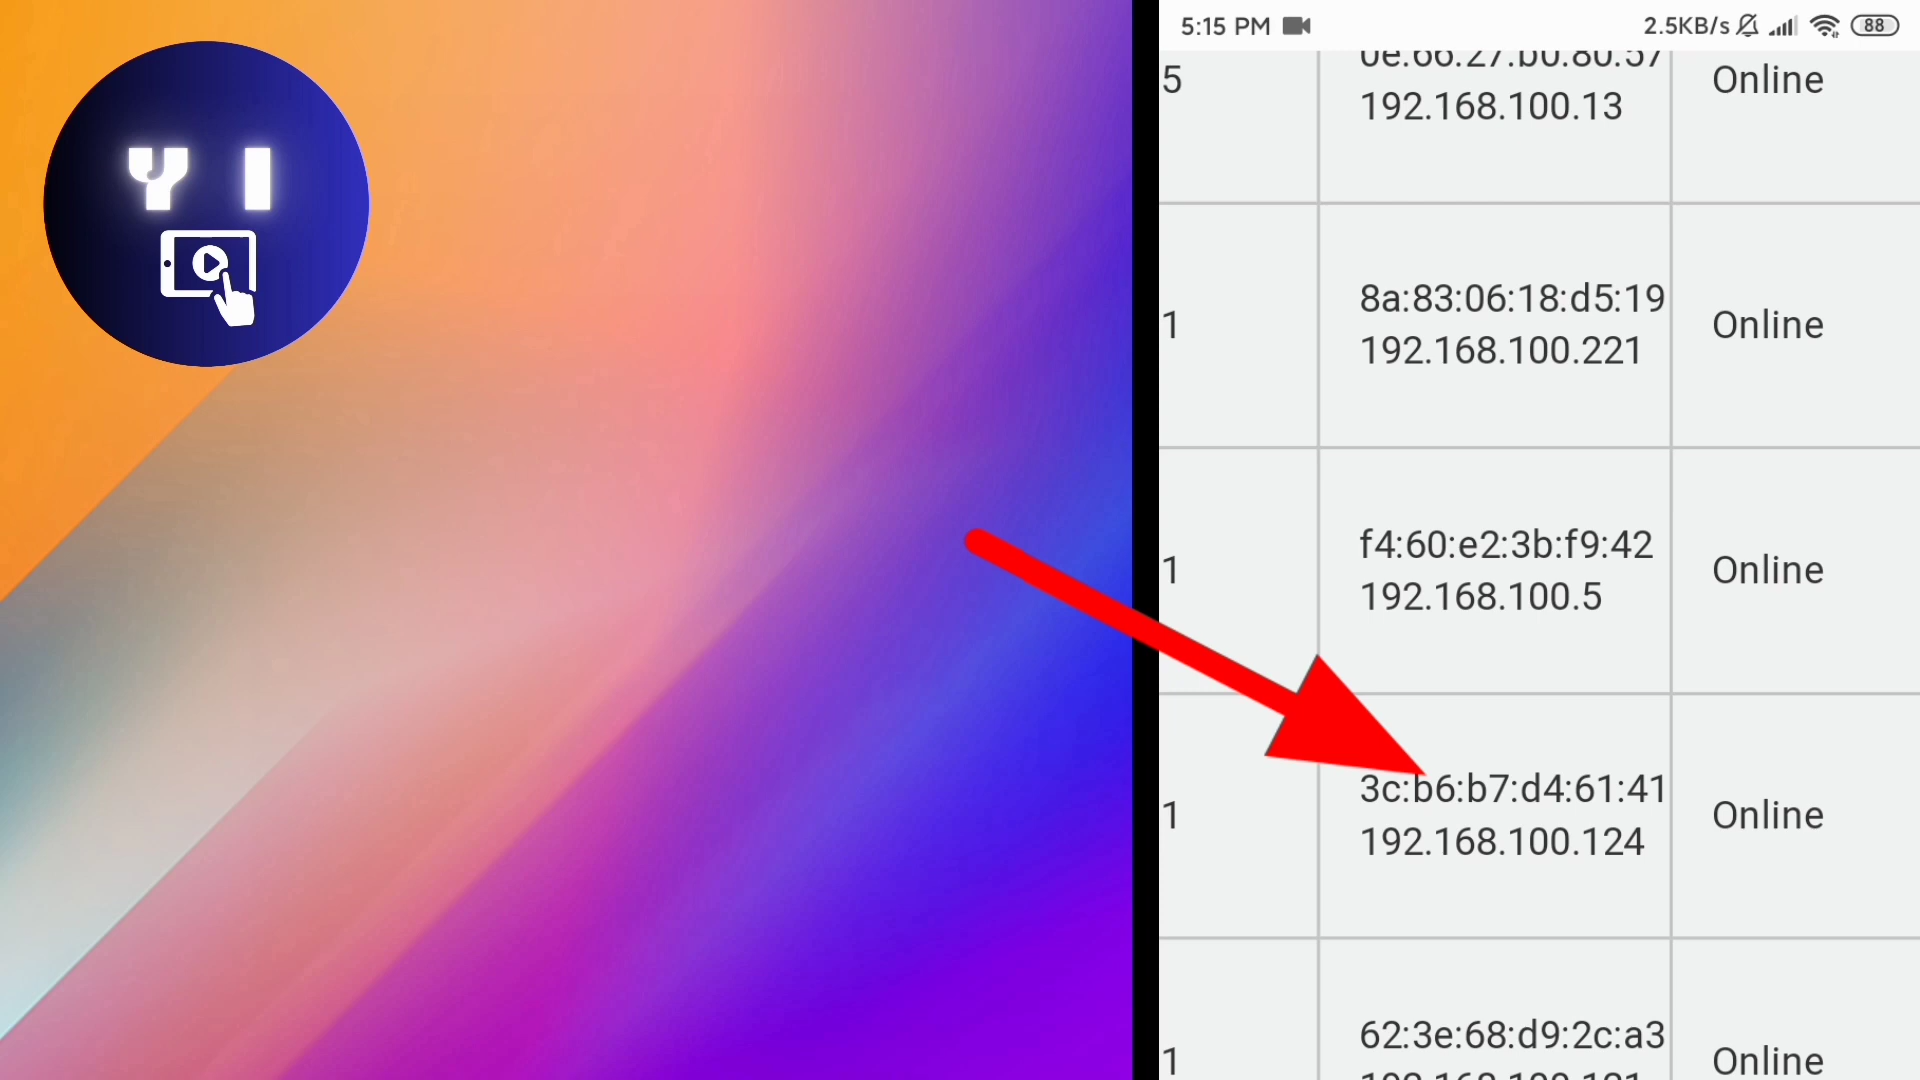 Y I
5:15 PM
2.5KB/s
88
5
192.168.100.13
Online
1
8a:83:06:18:d5:19
192.168.100.221
Online
1
f4:60:e2:3b:f9:42
192.168.100.5
Online
1
3c:b6:b7:d4:61:41
192.168.100.124
Online
1
62:3e:68:d9:2c:a3
Online